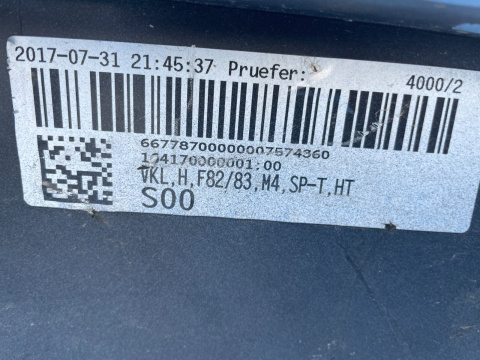 2017-07-31 21:45:37 Pruefer: 4000/2
66778700000007574360
104170000001:00
VKL,H,F82/83,M4,SP-T,HT
S00